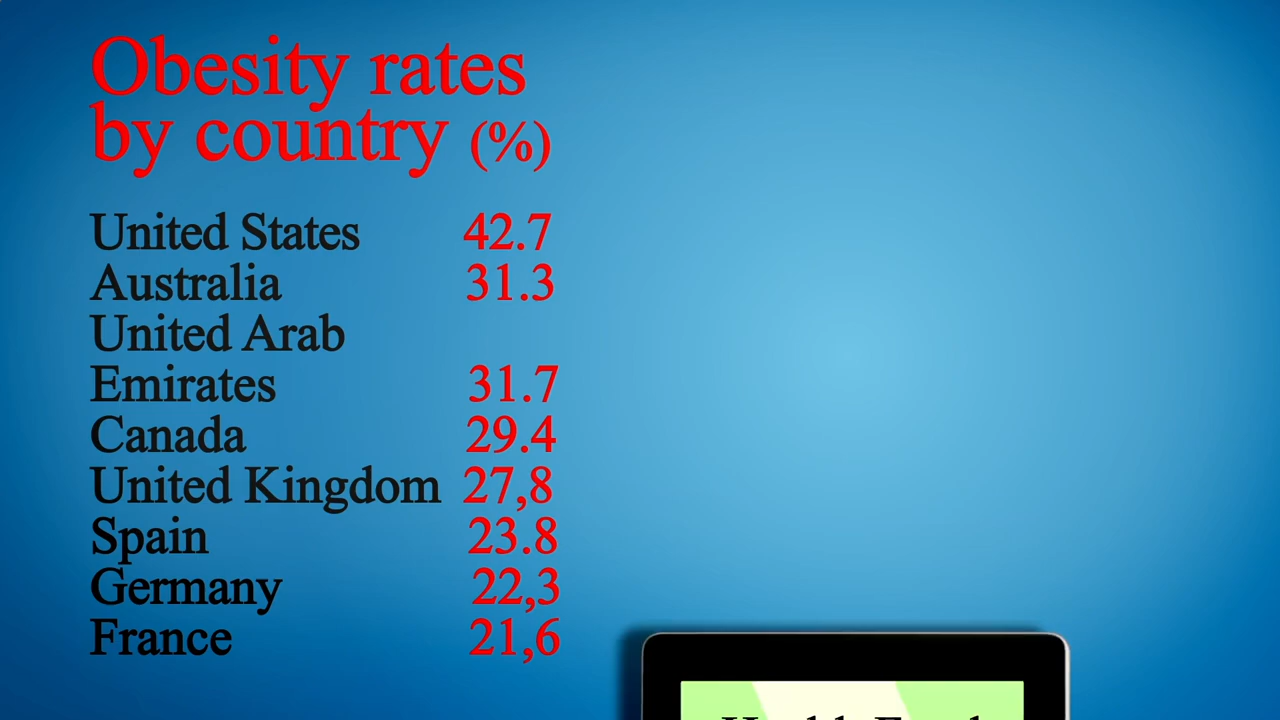 Obesity rates
by country (%)
United States 42.7
Australia 31.3
United Arab
Emirates 31.7
Canada 29.4
United Kingdom 27,8
Spain 23.8
Germany 22,3
France 21,6